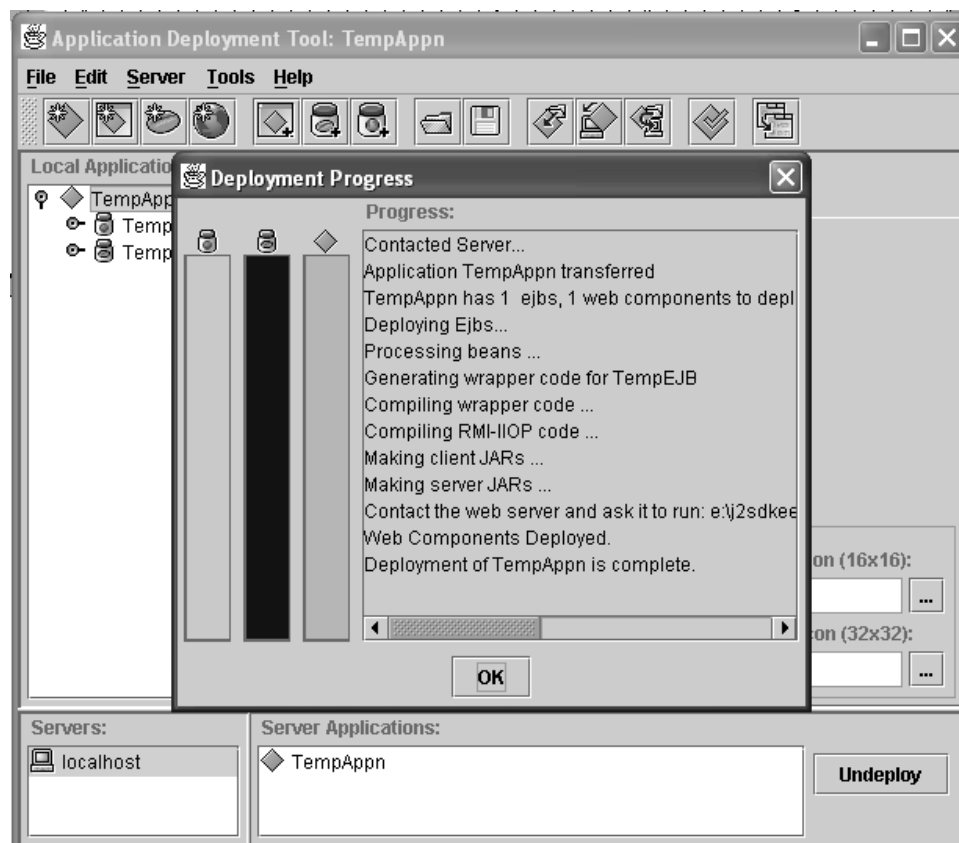 Application Deployment Tool: TempAppn
File Edit Server Tools Help
Local Applicatio
TempApp
Temp
Temp
Deployment Progress
Progress:
Contacted Server...
Application TempAppn transferred
TempAppn has 1 ejbs, 1 web components to depl
Deploying Ejbs...
Processing beans ...
Generating wrapper code for TempEJB
Compiling wrapper code ...
Compiling RMI-IIOP code ...
Making client JARs ...
Making server JARs ...
Contact the web server and ask it to run: e:\j2sdkee
Web Components Deployed.
Deployment of TempAppn is complete.
OK
on (16x16):
...
con (32x32):
...
Servers:
localhost
Server Applications:
TempAppn
Undeploy